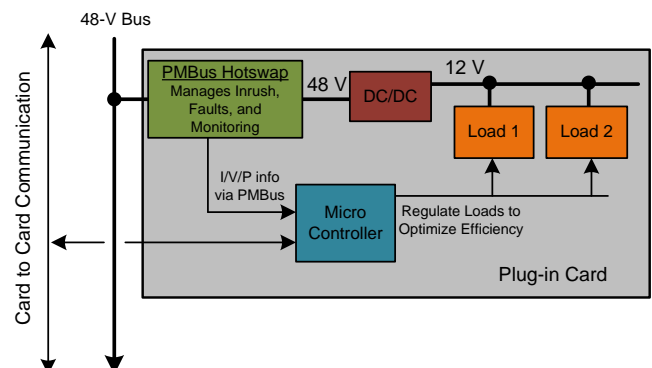 48-V Bus
PMBus Hotswap
Manages Inrush,
Faults, and
Monitoring
48 V
DC/DC
12 V
Load 1
Load 2
I/V/P info
via PMBus
Micro
Controller
Regulate Loads to
Optimize Efficiency
Plug-in Card
Card to Card Communication